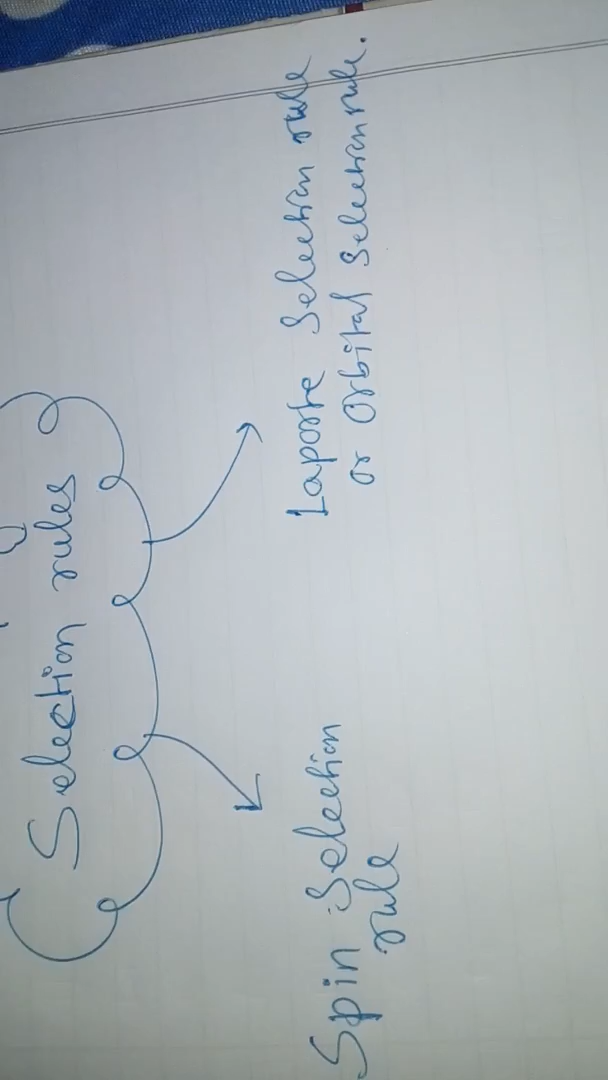 Selection rules
Spin Selection
rule
Laporte Selection rule
or Orbital Selection rule.